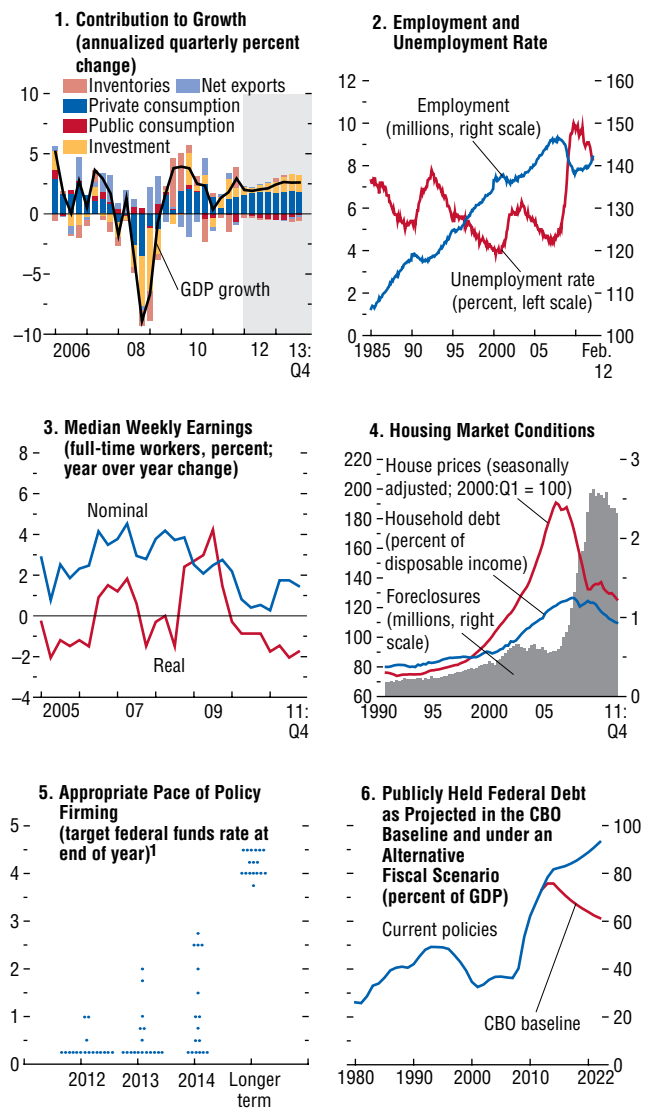 1. Contribution to Growth
(annualized quarterly percent
change)
Inventories Net exports
Private consumption
Public consumption
Investment
GDP growth
10
5
0
–5
–10
2006 08 10 12 13:
Q4
2. Employment and
Unemployment Rate
Employment
(millions, right scale)
Unemployment rate
(percent, left scale)
12
10
8
6
4
2
0
160
150
140
130
120
110
100
1985 90 95 2000 05 Feb.
12
3. Median Weekly Earnings
(full-time workers, percent;
year over year change)
Nominal
Real
8
6
4
2
0
–2
–4
2005 07 09 11:
Q4
4. Housing Market Conditions
House prices (seasonally
adjusted; 2000:Q1 = 100)
Household debt
(percent of
disposable income)
Foreclosures
(millions, right
scale)
220
200
180
160
140
120
100
80
60
3
2
1
0
1990 95 2000 05 11:
Q4
5. Appropriate Pace of Policy
Firming
(target federal funds rate at
end of year)1
5
4
3
2
1
0
2012 2013 2014 Longer
term
6. Publicly Held Federal Debt
as Projected in the CBO
Baseline and under an
Alternative
Fiscal Scenario
(percent of GDP)
Current policies
CBO baseline
100
80
60
40
20
0
1980 1990 2000 2010 2022